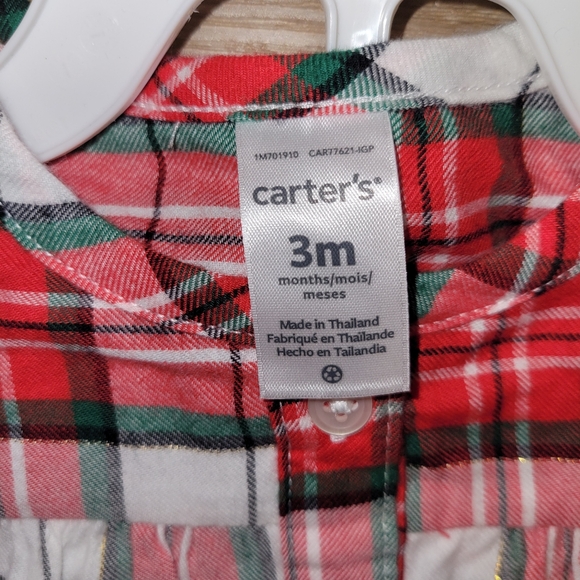 1M701910 CAR77621-IGP
carter's®
3m
months/mois/
meses
Made in Thailand
Fabriqué en Thaïlande
Hecho en Tailandia